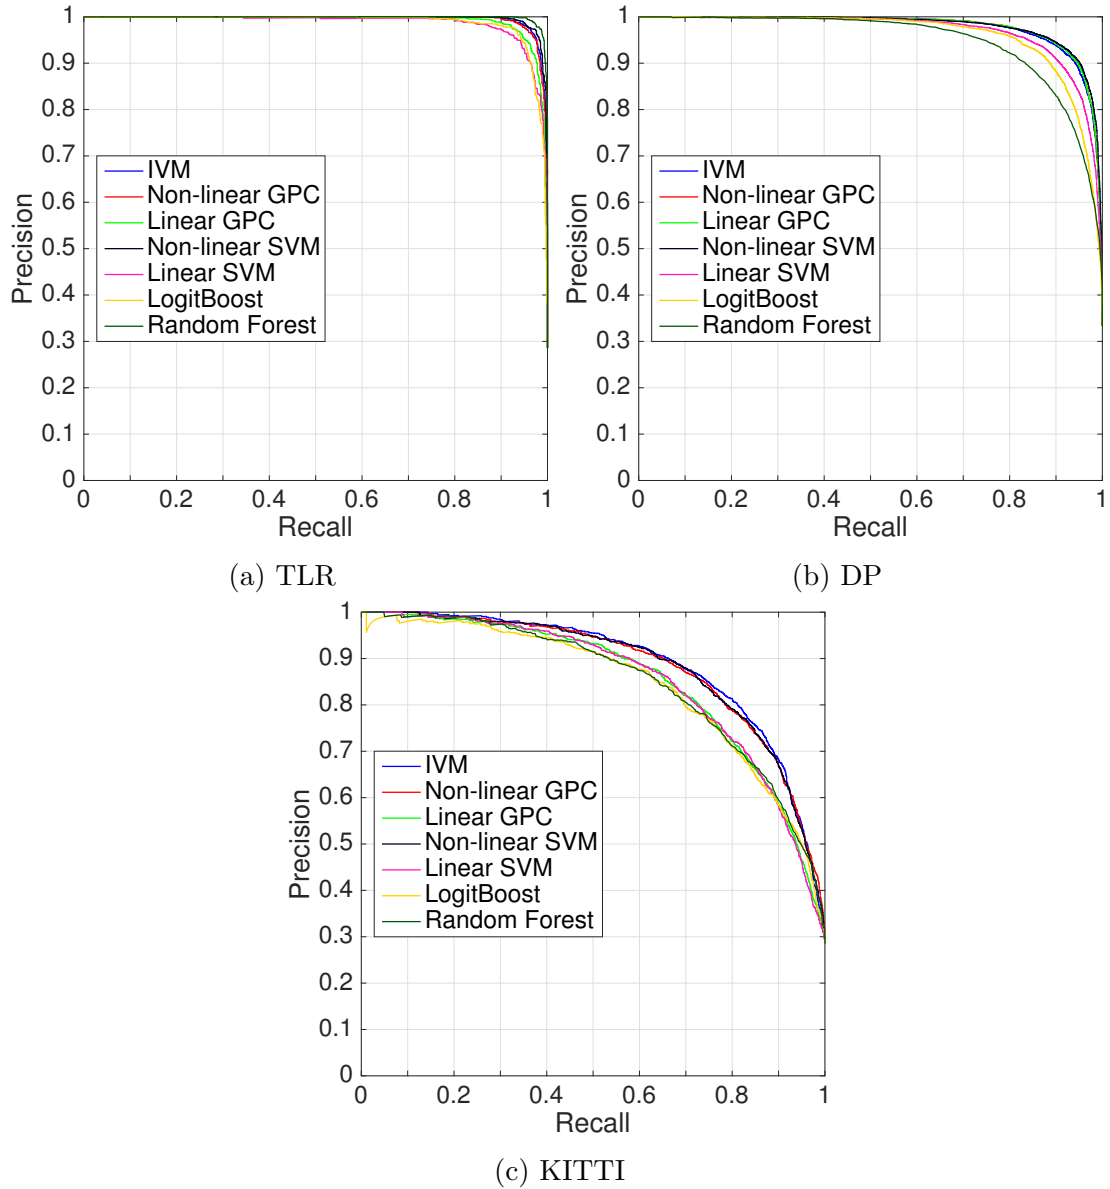 1
0.9
0.8
0.7
0.6
0.5
0.4
0.3
0.2
0.1
0
Precision
IVM
Non-linear GPC
Linear GPC
Non-linear SVM
Linear SVM
LogitBoost
Random Forest
0 0.2 0.4 0.6 0.8 1
Recall
(a) TLR
1
0.9
0.8
0.7
0.6
0.5
0.4
0.3
0.2
0.1
0
Precision
IVM
Non-linear GPC
Linear GPC
Non-linear SVM
Linear SVM
LogitBoost
Random Forest
0 0.2 0.4 0.6 0.8 1
Recall
(b) DP
1
0.9
0.8
0.7
0.6
0.5
0.4
0.3
0.2
0.1
0
Precision
IVM
Non-linear GPC
Linear GPC
Non-linear SVM
Linear SVM
LogitBoost
Random Forest
0 0.2 0.4 0.6 0.8 1
Recall
(c) KITTI